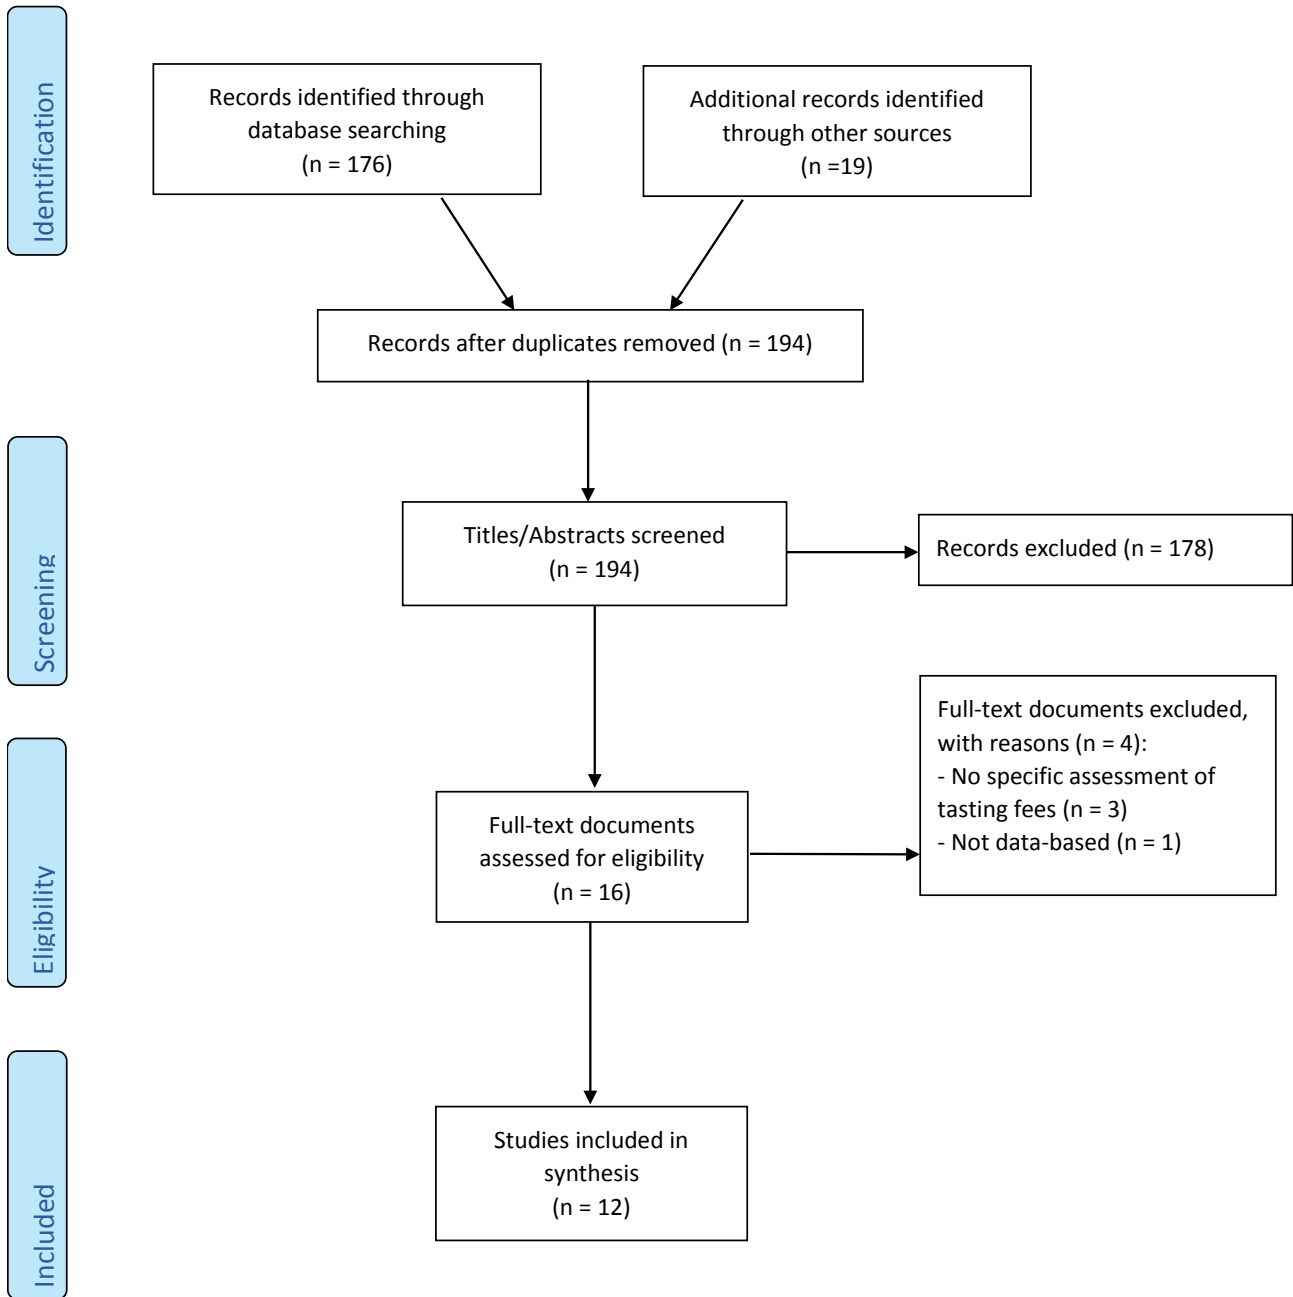 Identification
Records identified through
database searching
(n = 176)
Additional records identified
through other sources
(n =19)
Records after duplicates removed (n = 194)
Screening
Titles/Abstracts screened
(n = 194)
Records excluded (n = 178)
Eligibility
Full-text documents
assessed for eligibility
(n = 16)
Full-text documents excluded,
with reasons (n = 4):
- No specific assessment of
tasting fees (n = 3)
- Not data-based (n = 1)
Included
Studies included in
synthesis
(n = 12)